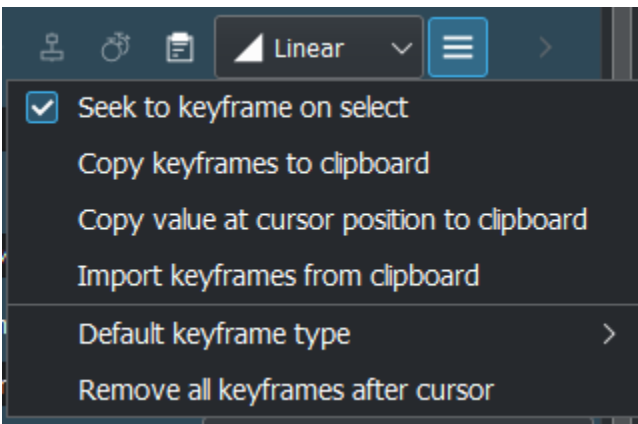 Linear
Seek to keyframe on select
Copy keyframes to clipboard
Copy value at cursor position to clipboard
Import keyframes from clipboard
Default keyframe type
Remove all keyframes after cursor